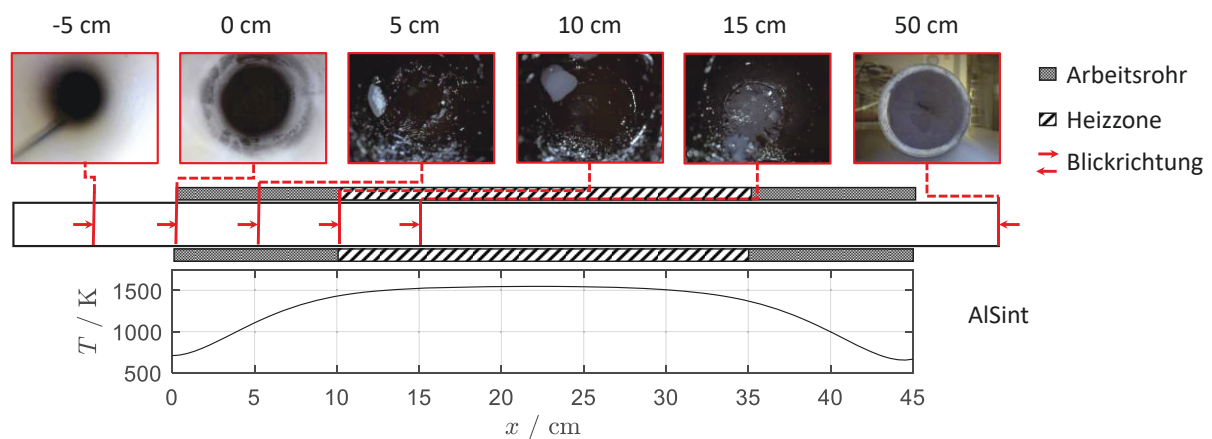 -5 cm 0 cm 5 cm 10 cm 15 cm 50 cm
Arbeitsrohr
Heizzone
Blickrichtung
T / K
1500
1000
500
AlSint
0 5 10 15 20 25 30 35 40 45
x / cm